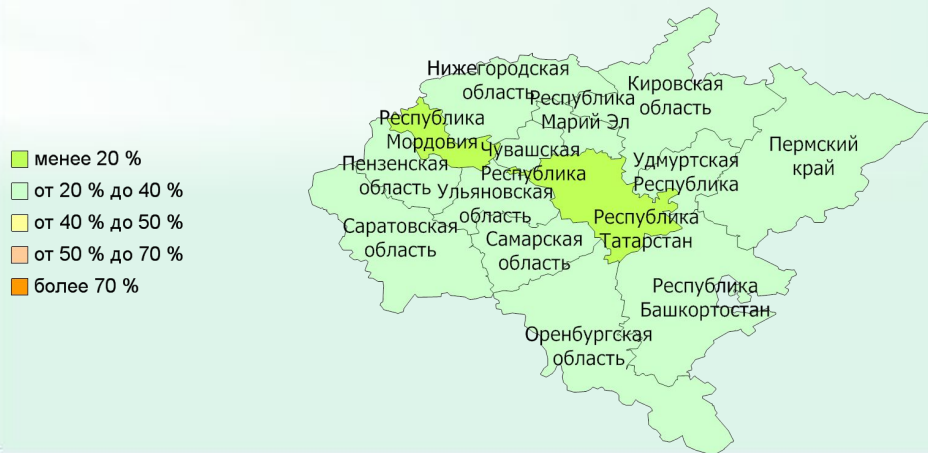 менее 20 %
от 20 % до 40 %
от 40 % до 50 %
от 50 % до 70 %
более 70 %
Нижегородская
область
Республика
Марий Эл
Кировская
область
Пермский
край
Республика
Мордовия
Чувашская
Республика
Удмуртская
Республика
Пензенская
область
Ульяновская
область
Республика
Татарстан
Саратовская
область
Самарская
область
Республика
Башкортостан
Оренбургская
область